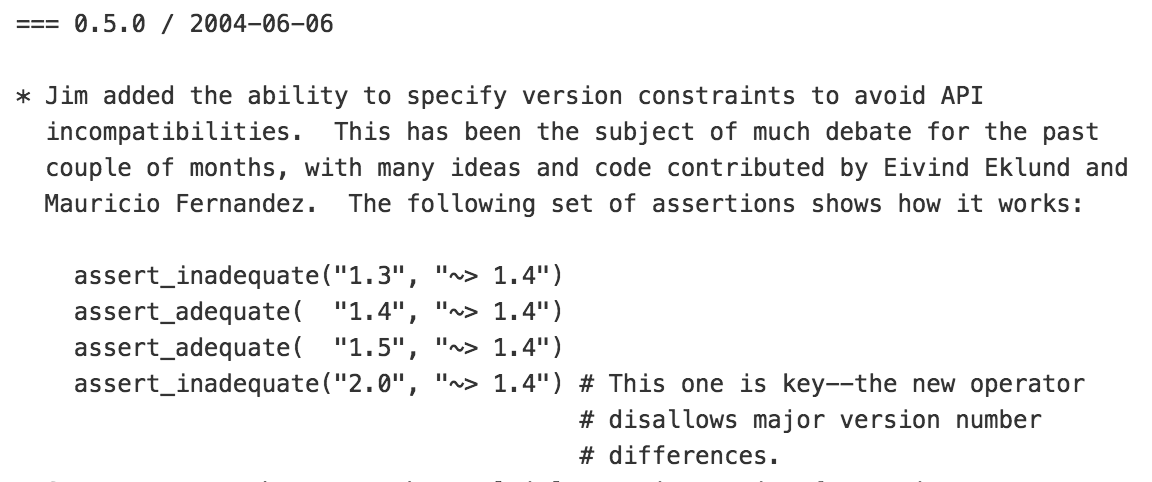 === 0.5.0 / 2004-06-06
* Jim added the ability to specify version constraints to avoid API
incompatibilities.  This has been the subject of much debate for the past
couple of months, with many ideas and code contributed by Eivind Eklund and
Mauricio Fernandez.  The following set of assertions shows how it works:
assert_inadequate("1.3", "~> 1.4")
assert_adequate(  "1.4", "~> 1.4")
assert_adequate(  "1.5", "~> 1.4")
assert_inadequate("2.0", "~> 1.4") # This one is key--the new operator
# disallows major version number
# differences.